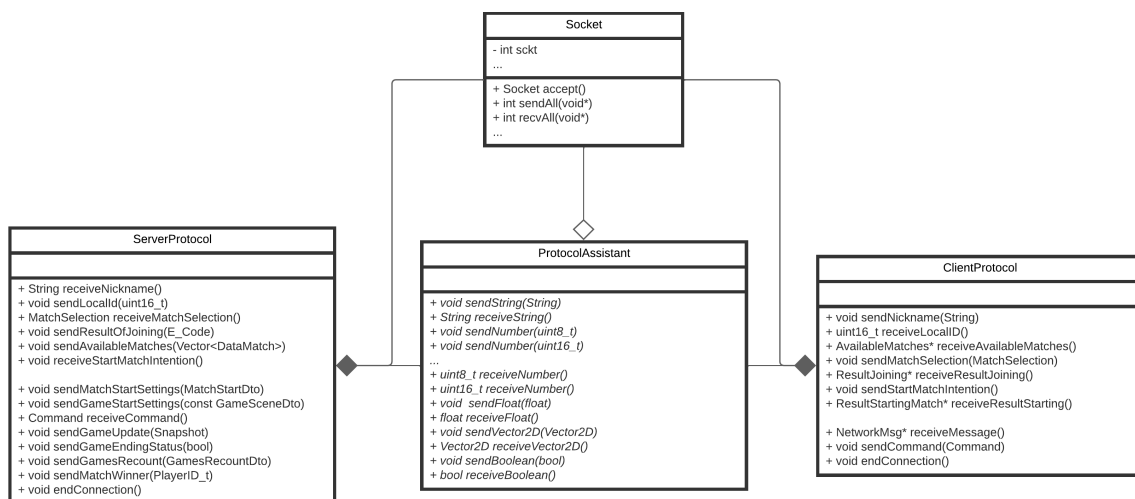 Socket
- int sckt
...
+ Socket accept()
+ int sendAll(void*)
+ int recvAll(void*)
...
ServerProtocol
+ String receiveNickname()
+ void sendLocalId(uint16_t)
+ MatchSelection receiveMatchSelection()
+ void sendResultOfJoining(E_Code)
+ void sendAvailableMatches(Vector<DataMatch>)
+ void receiveStartMatchIntention()
+ void sendMatchStartSettings(MatchStartDto)
+ void sendGameStartSettings(const GameSceneDto)
+ Command receiveCommand()
+ void sendGameUpdate(Snapshot)
+ void sendGameEndingStatus(bool)
+ void sendGamesRecount(GamesRecountDto)
+ void sendMatchWinner(PlayerID_t)
+ void endConnection()
ProtocolAssistant
+ void sendString(String)
+ String receiveString()
+ void sendNumber(uint8_t)
+ void sendNumber(uint16_t)
...
+ uint8_t receiveNumber()
+ uint16_t receiveNumber()
+ void  sendFloat(float)
+ float receiveFloat()
+ void sendVector2D(Vector2D)
+ Vector2D receiveVector2D()
+ void sendBoolean(bool)
+ bool receiveBoolean()
ClientProtocol
+ void sendNickname(String)
+ uint16_t receiveLocalID()
+ AvailableMatches* receiveAvailableMatches()
+ void sendMatchSelection(MatchSelection)
+ ResultJoining* receiveResultJoining()
+ void sendStartMatchIntention()
+ ResultStartingMatch* receiveResultStarting()
+ NetworkMsg* receiveMessage()
+ void sendCommand(Command)
+ void endConnection()